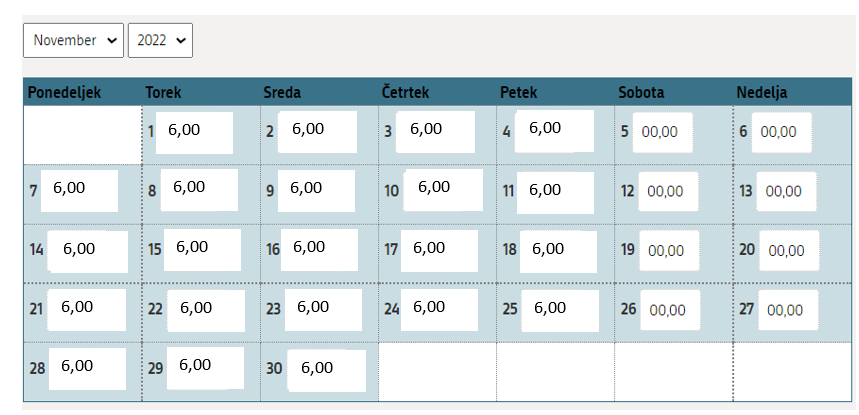 November 2022
Ponedeljek Torek Sreda Četrtek Petek Sobota Nedelja
1 6,00 2 6,00 3 6,00 4 6,00 5 00,00 6 00,00
7 6,00 8 6,00 9 6,00 10 6,00 11 6,00 12 00,00 13 00,00
14 6,00 15 6,00 16 6,00 17 6,00 18 6,00 19 00,00 20 00,00
21 6,00 22 6,00 23 6,00 24 6,00 25 6,00 26 00,00 27 00,00
28 6,00 29 6,00 30 6,00